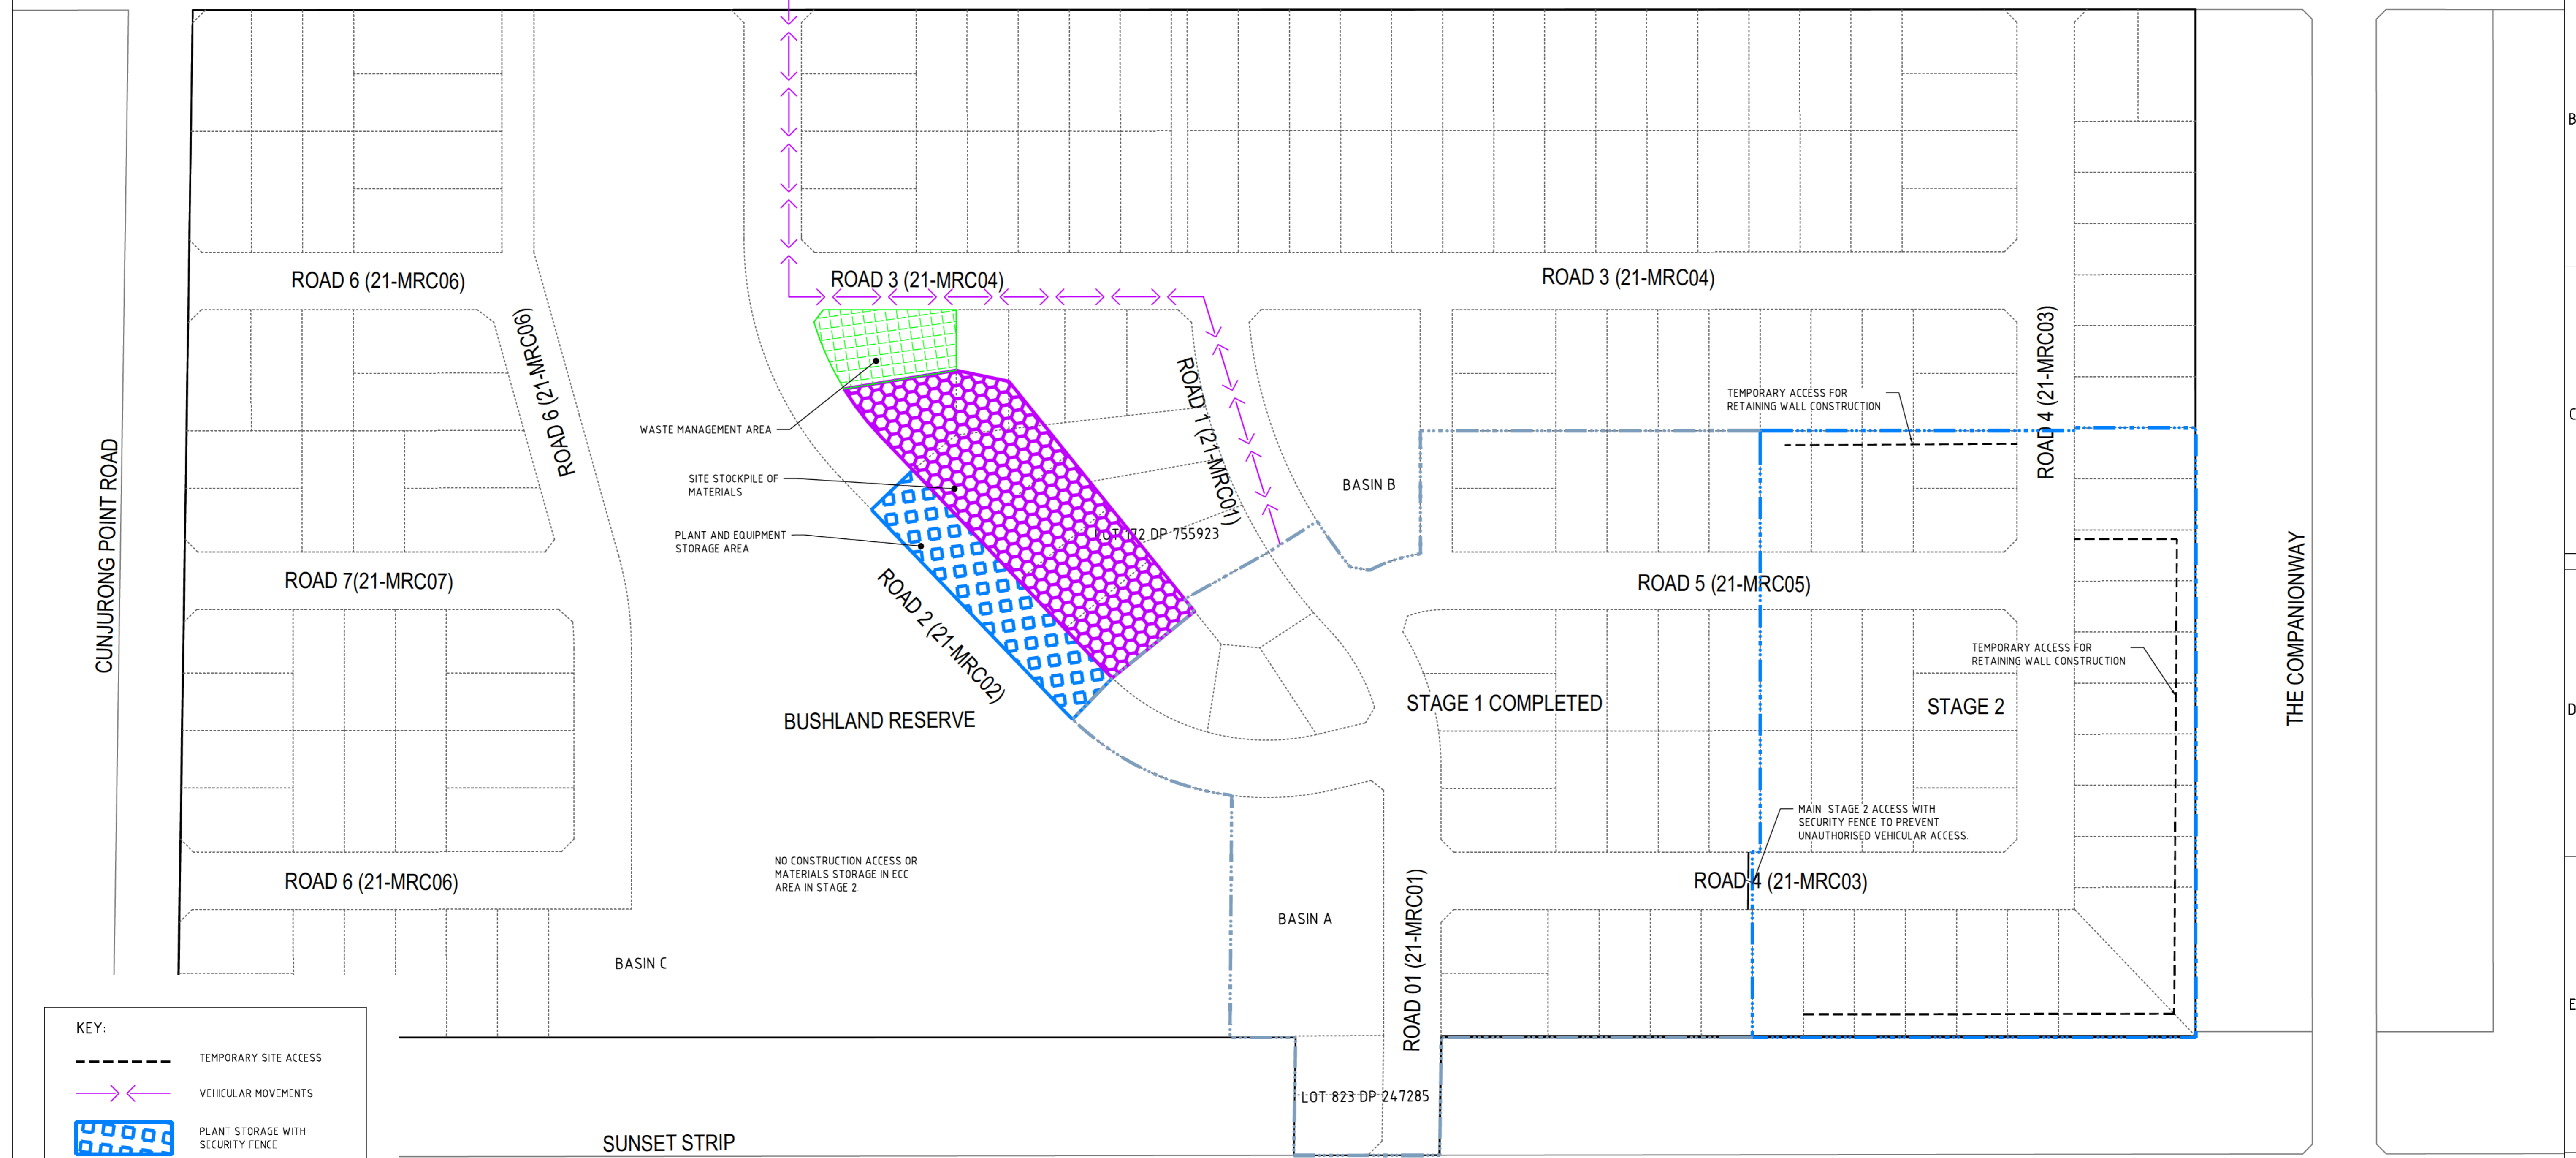 B
ROAD 6 (21-MRC06)
ROAD 3 (21-MRC04)
ROAD 3 (21-MRC04)
ROAD 6 (21-MRC06)
ROAD 1 (21-MRC01)
ROAD 4 (21-MRC03)
TEMPORARY ACCESS FOR
RETAINING WALL CONSTRUCTION
C
WASTE MANAGEMENT AREA
SITE STOCKPILE OF
MATERIALS
BASIN B
PLANT AND EQUIPMENT
STORAGE AREA
LOT 172 DP 755923
CUNJURONG POINT ROAD
ROAD 7(21-MRC07)
ROAD 2 (21-MRC02)
ROAD 5 (21-MRC05)
THE COMPANIONWAY
TEMPORARY ACCESS FOR
RETAINING WALL CONSTRUCTION
BUSHLAND RESERVE
STAGE 1 COMPLETED
STAGE 2
D
MAIN STAGE 2 ACCESS WITH
SECURITY FENCE TO PREVENT
UNAUTHORISED VEHICULAR ACCESS.
NO CONSTRUCTION ACCESS OR
MATERIALS STORAGE IN ECC
AREA IN STAGE 2
ROAD 6 (21-MRC06)
ROAD 4 (21-MRC03)
BASIN A
ROAD 01 (21-MRC01)
BASIN C
E
KEY:
TEMPORARY SITE ACCESS
VEHICULAR MOVEMENTS
PLANT STORAGE WITH
SECURITY FENCE
LOT 823 DP 247285
SUNSET STRIP